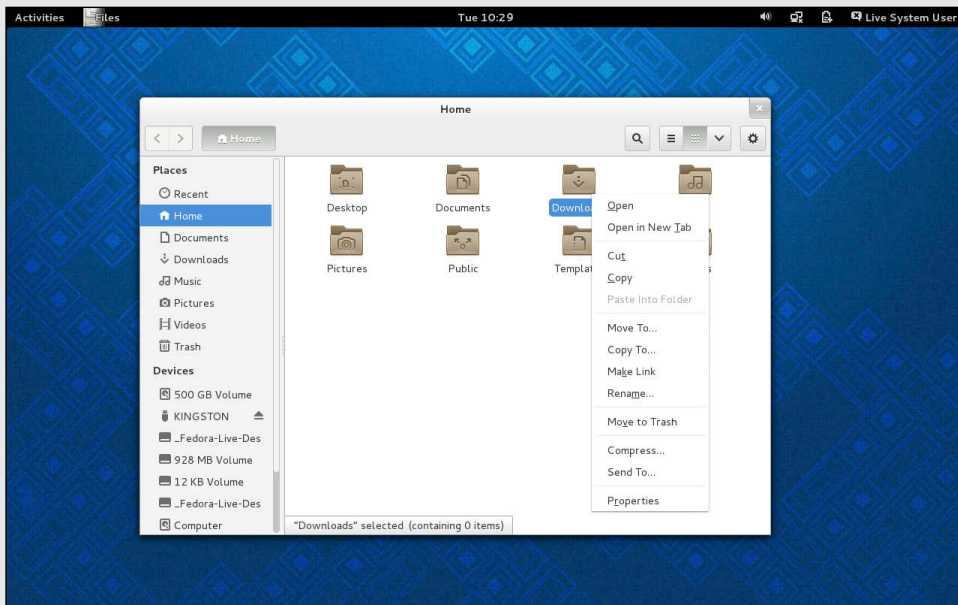 Activities Files Tue 10:29 Live System User
Home
Home
Places
Recent
Home
Documents
Downloads
Music
Pictures
Videos
Trash
Devices
500 GB Volume
KINGSTON
_Fedora-Live-Des
928 MB Volume
12 KB Volume
_Fedora-Live-Des
Computer
Desktop Documents
Pictures Public
Open
Open in New Tab
Cut
Copy
Paste Into Folder
Move To...
Copy To...
Make Link
Rename...
Move to Trash
Compress...
Send To...
Properties
"Downloads" selected (containing 0 items)